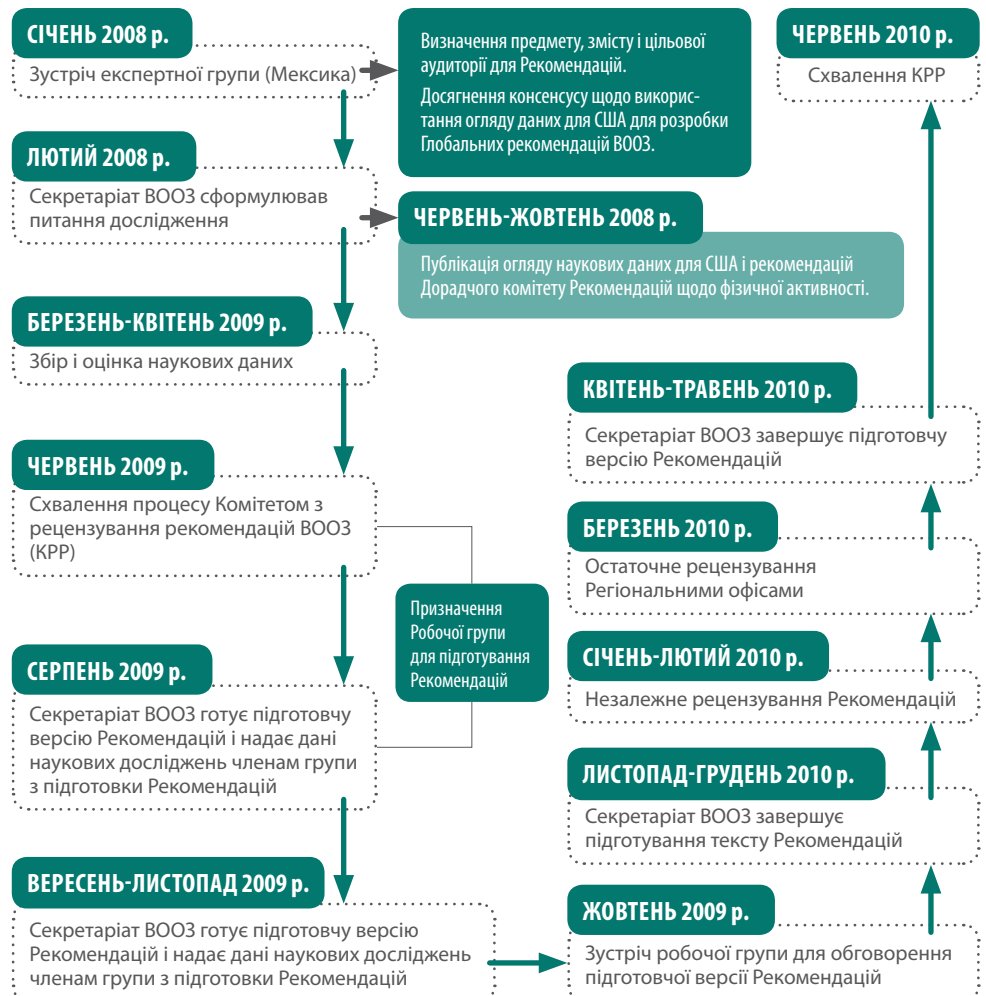 СІЧЕНЬ 2008 р.
Зустріч експертної групи (Мексика)
Визначення предмету, змісту і цільової
аудиторії для Рекомендацій.
Досягнення консенсусу щодо викорис-
тання огляду даних для США для розробки
Глобальних рекомендацій ВООЗ.
ЛЮТИЙ 2008 р.
Секретаріат ВООЗ сформулював
питання дослідження
ЧЕРВЕНЬ-ЖОВТЕНЬ 2008 р.
Публікація огляду наукових даних для США і рекомендацій
Дорадчого комітету Рекомендацій щодо фізичної активності.
БЕРЕЗЕНЬ-КВІТЕНЬ 2009 р.
Збір і оцінка наукових даних
ЧЕРВЕНЬ 2009 р.
Схвалення процесу Комітетом з
рецензування рекомендацій ВООЗ
(КРР)
Призначення
Робочої групи
для підготування
Рекомендацій
СЕРПЕНЬ 2009 р.
Секретаріат ВООЗ готує підготовчу
версію Рекомендацій і надає дані
наукових досліджень членам групи
з підготовки Рекомендацій
ВЕРЕСЕНЬ-ЛИСТОПАД 2009 р.
Секретаріат ВООЗ готує підготовчу версію
Рекомендацій і надає дані наукових досліджень
членам групи з підготовки Рекомендацій
ЖОВТЕНЬ 2009 р.
Зустріч робочої групи для обговорення
підготовчої версії Рекомендацій
ЛИСТОПАД-ГРУДЕНЬ 2010 р.
Секретаріат ВООЗ завершує
підготування тексту Рекомендацій
СІЧЕНЬ-ЛЮТИЙ 2010 р.
Незалежне рецензування Рекомендацій
БЕРЕЗЕНЬ 2010 р.
Остаточне рецензування
Регіональними офісами
КВІТЕНЬ-ТРАВЕНЬ 2010 р.
Секретаріат ВООЗ завершує підготовчу
версію Рекомендацій
ЧЕРВЕНЬ 2010 р.
Схвалення КРР